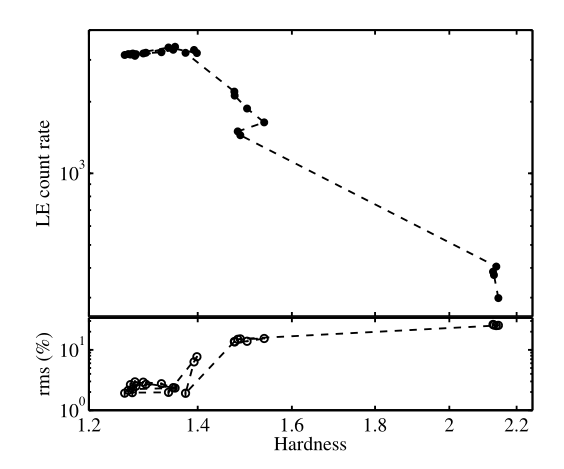 LE count rate
10³
rms (%)
10¹
10⁰
1.2 1.4 1.6 1.8 2 2.2
Hardness